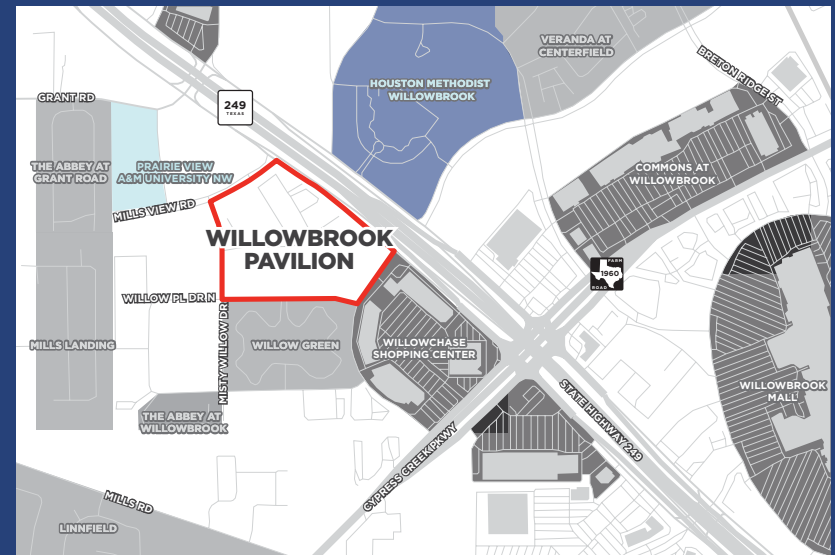 VERANDA AT
CENTERFIELD
BRETON RIDGE ST
HOUSTON METHODIST
WILLOWBROOK
GRANT RD
249
TEXAS
THE ABBEY AT
GRANT ROAD
PRAIRIE VIEW
A&M UNIVERSITY NW
COMMONS AT
WILLOWBROOK
MILLS VIEW RD
WILLOWBROOK
PAVILION
FARM
1960
ROAD
WILLOW PL DR N
MISTY WILLOW DR
MILLS LANDING
WILLOW GREEN
WILLOWCHASE
SHOPPING CENTER
WILLOWBROOK
MALL
STATE HIGHWAY 249
THE ABBEY AT
WILLOWBROOK
CYPRESS CREEK PKWY
MILLS RD
LINNFIELD